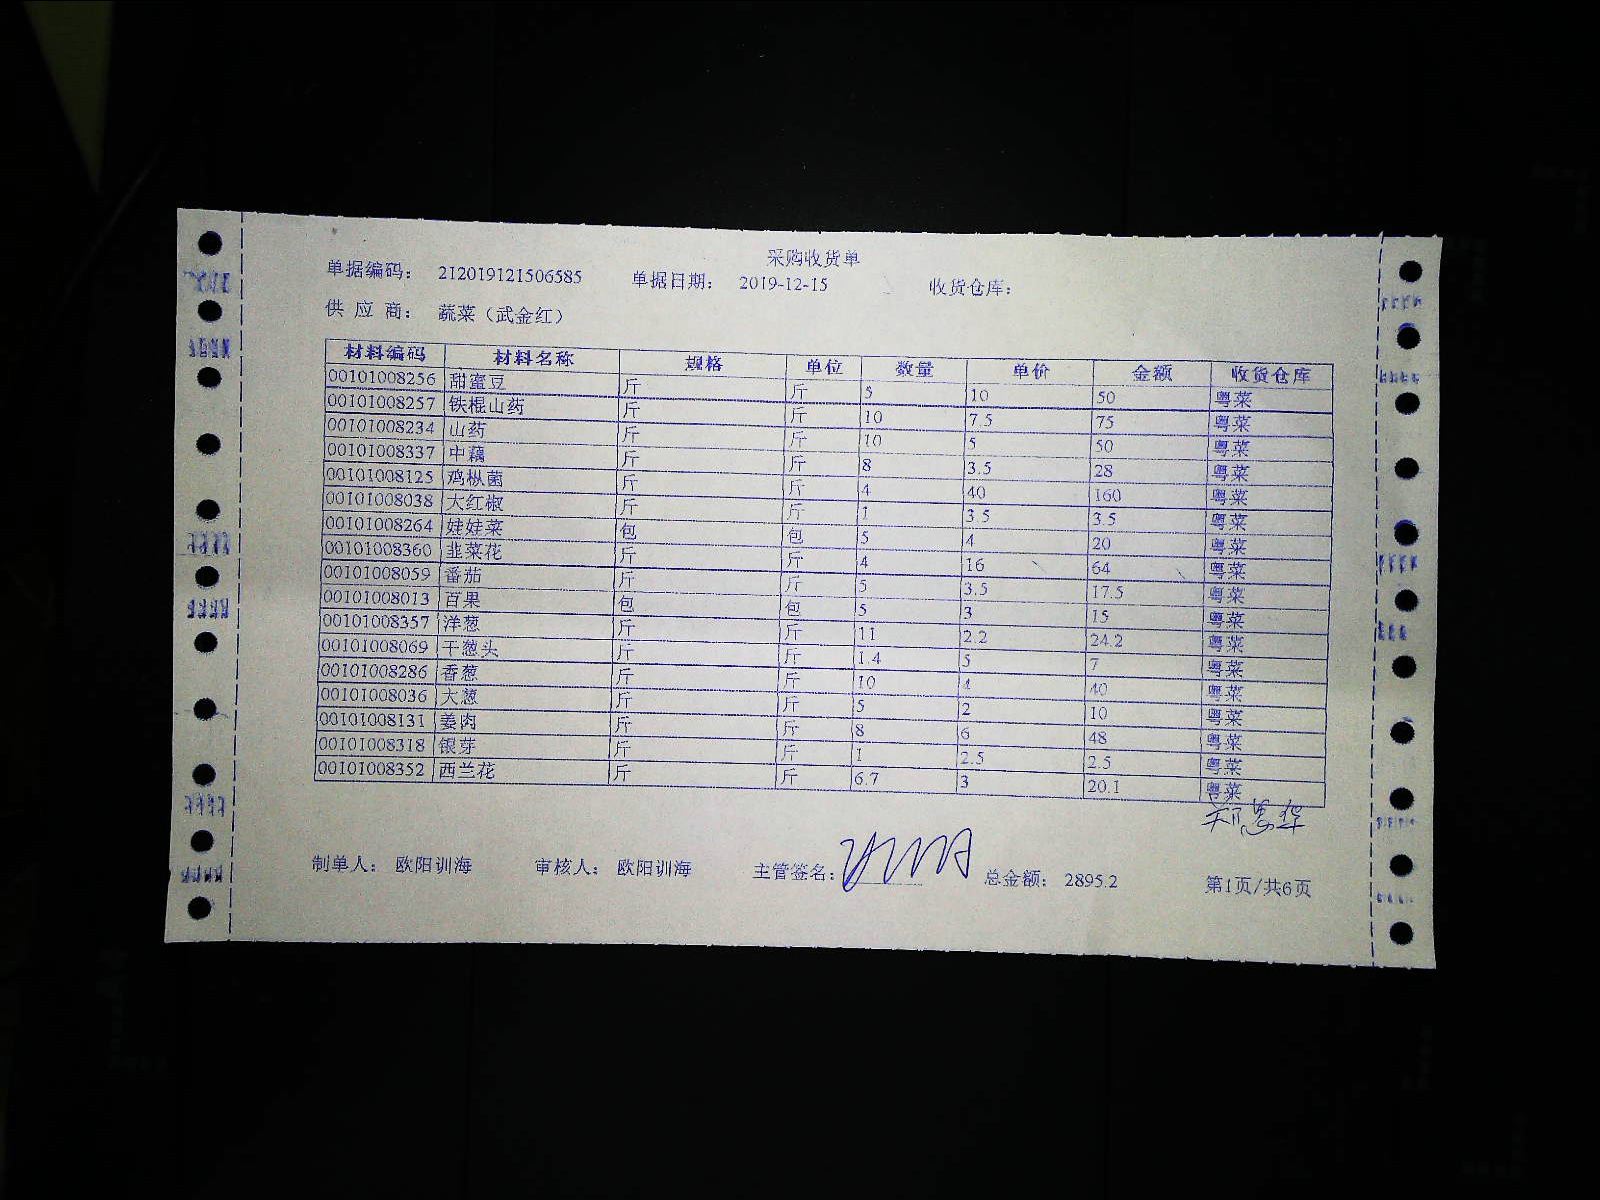 采购收货单
单据编码： 212019121506585 单据日期： 2019-12-15 收货仓库：
供 应 商： 蔬菜（武金红）
材料编码 材料名称 规格 单位 数量 单价 金额 收货仓库
00101008256 甜蜜豆 斤 斤 5 10 50 粤菜
00101008257 铁棍山药 斤 斤 10 7.5 75 粤菜
00101008234 山药 斤 斤 10 5 50 粤菜
00101008337 中藕 斤 斤 8 3.5 28 粤菜
00101008125 鸡枞菌 斤 斤 4 40 160 粤菜
00101008038 大红椒 斤 斤 1 3.5 3.5 粤菜
00101008264 娃娃菜 包 包 5 4 20 粤菜
00101008360 韭菜花 斤 斤 4 16 64 粤菜
00101008059 番茄 斤 斤 5 3.5 17.5 粤菜
00101008013 百果 包 包 5 3 15 粤菜
00101008357 洋葱 斤 斤 11 2.2 24.2 粤菜
00101008069 干葱头 斤 斤 1.4 5 7 粤菜
00101008286 香葱 斤 斤 10 4 40 粤菜
00101008036 大葱 斤 斤 5 2 10 粤菜
00101008131 姜肉 斤 斤 8 6 48 粤菜
00101008318 银芽 斤 斤 1 2.5 2.5 粤菜
00101008352 西兰花 斤 斤 6.7 3 20.1 粤菜
制单人： 欧阳训海 审核人： 欧阳训海 主管签名： 总金额： 2895.2 第1页/共6页